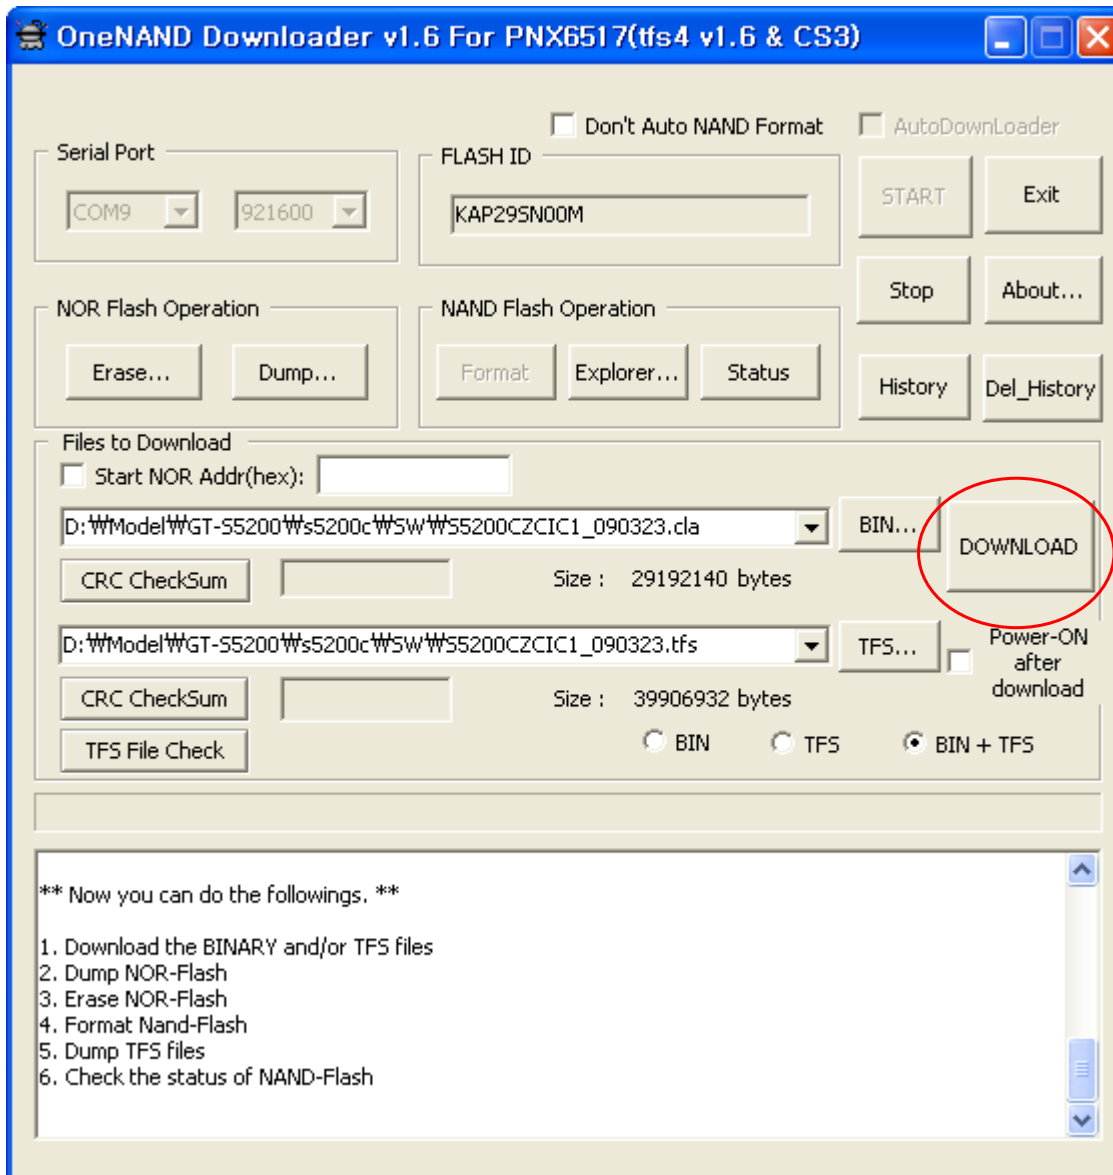 OneNAND Downloader v1.6 For PNX6517(tfs4 v1.6 & CS3)
Don't Auto NAND Format
AutoDownLoader
Serial Port
COM9
921600
FLASH ID
KAP29SN00M
START
Exit
Stop
About...
NOR Flash Operation
Erase...
Dump...
NAND Flash Operation
Format
Explorer...
Status
History
Del_History
Files to Download
Start NOR Addr(hex):
D:₩Model₩GT-S5200₩s5200c₩SW₩S5200CZCIC1_090323.cla
BIN...
DOWNLOAD
CRC CheckSum
Size : 29192140 bytes
D:₩Model₩GT-S5200₩s5200c₩SW₩S5200CZCIC1_090323.tfs
TFS...
Power-ON
after
download
CRC CheckSum
Size : 39906932 bytes
TFS File Check
BIN
TFS
BIN + TFS
** Now you can do the followings. **
1. Download the BINARY and/or TFS files
2. Dump NOR-Flash
3. Erase NOR-Flash
4. Format Nand-Flash
5. Dump TFS files
6. Check the status of NAND-Flash